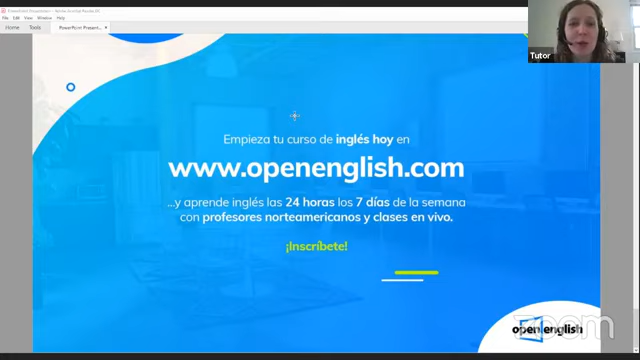 File Edit View Window Help
Home Tools PowerPoint Present...
Tutor
Empieza tu curso de inglés hoy en
www.openenglish.com
...y aprende inglés las 24 horas los 7 días de la semana
con profesores norteamericanos y clases en vivo.
¡Inscríbete!
open english
zoom